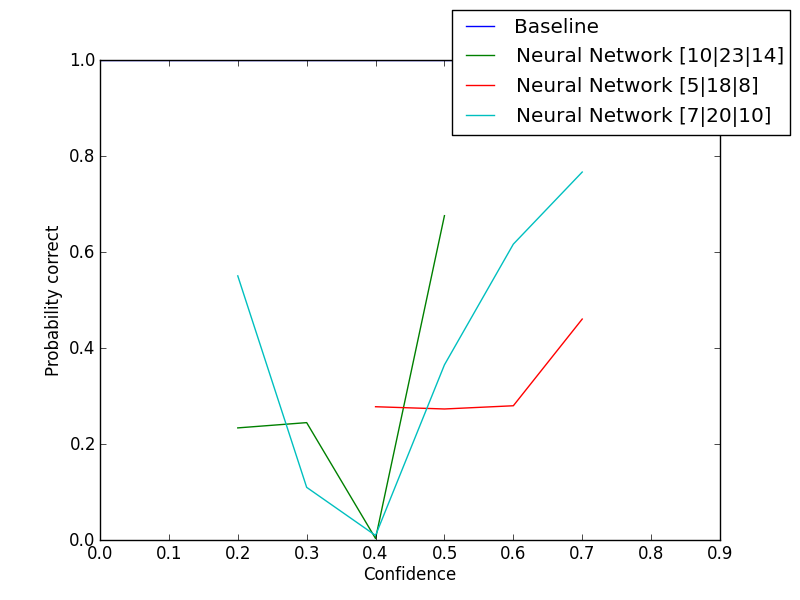 Baseline
Neural Network [10|23|14]
Neural Network [5|18|8]
Neural Network [7|20|10]
1.0
0.8
0.6
0.4
0.2
0.0
Probability correct
0.0 0.1 0.2 0.3 0.4 0.5 0.6 0.7 0.8 0.9
Confidence